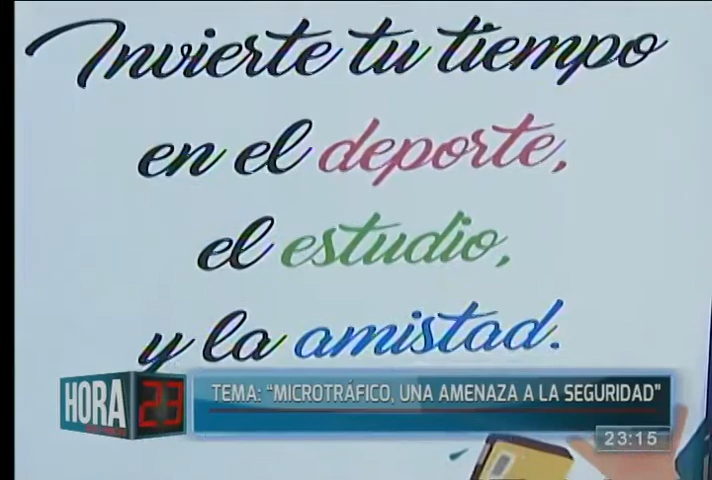 Invierte tu tiempo
en el deporte,
el estudio,
y la amistad.
HORA 23
TEMA: "MICROTRÁFICO, UNA AMENAZA A LA SEGURIDAD"
23:15